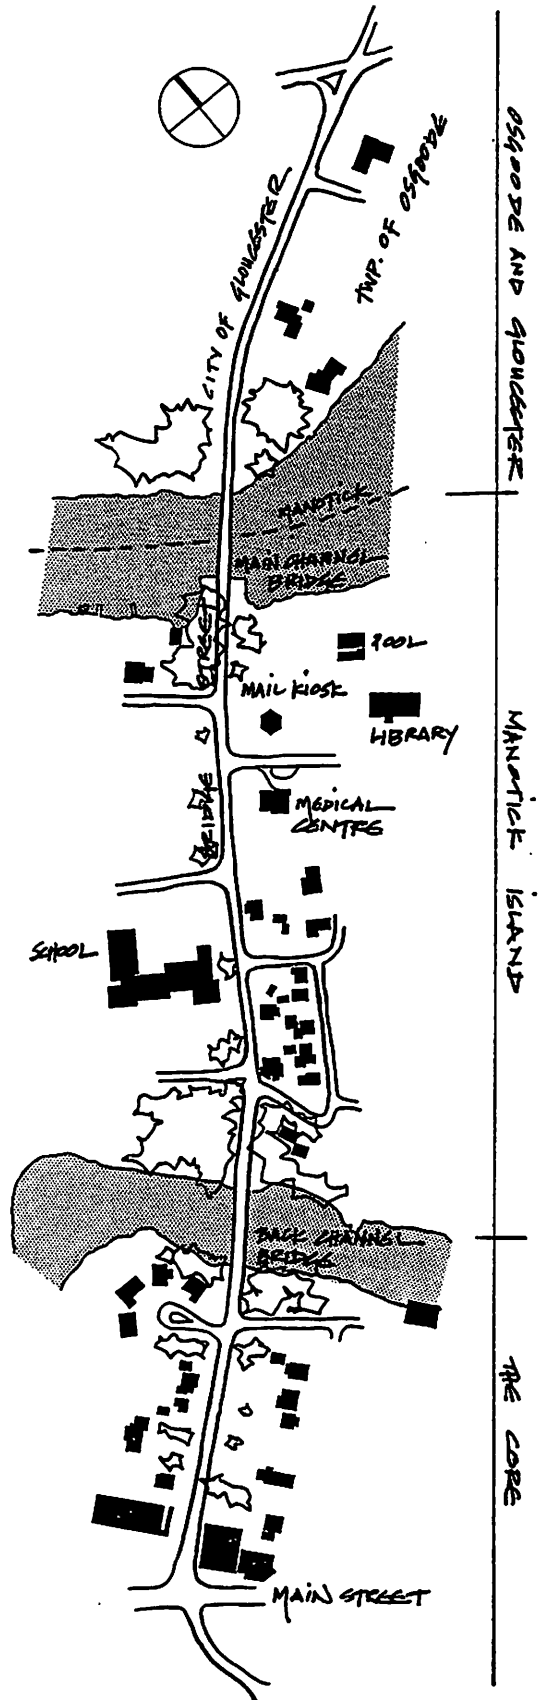 OSGOODE AND GLOUCESTER
CITY OF GLOUCESTER
TWP. OF OSGOODE
MANOTICK
MAIN CHANNEL
BRIDGE
BRIDGE STREET
POOL
MAIL KIOSK
LIBRARY
MANOTICK ISLAND
MEDICAL
CENTRE
SCHOOL
BACK CHANNEL
BRIDGE
THE CORE
MAIN STREET